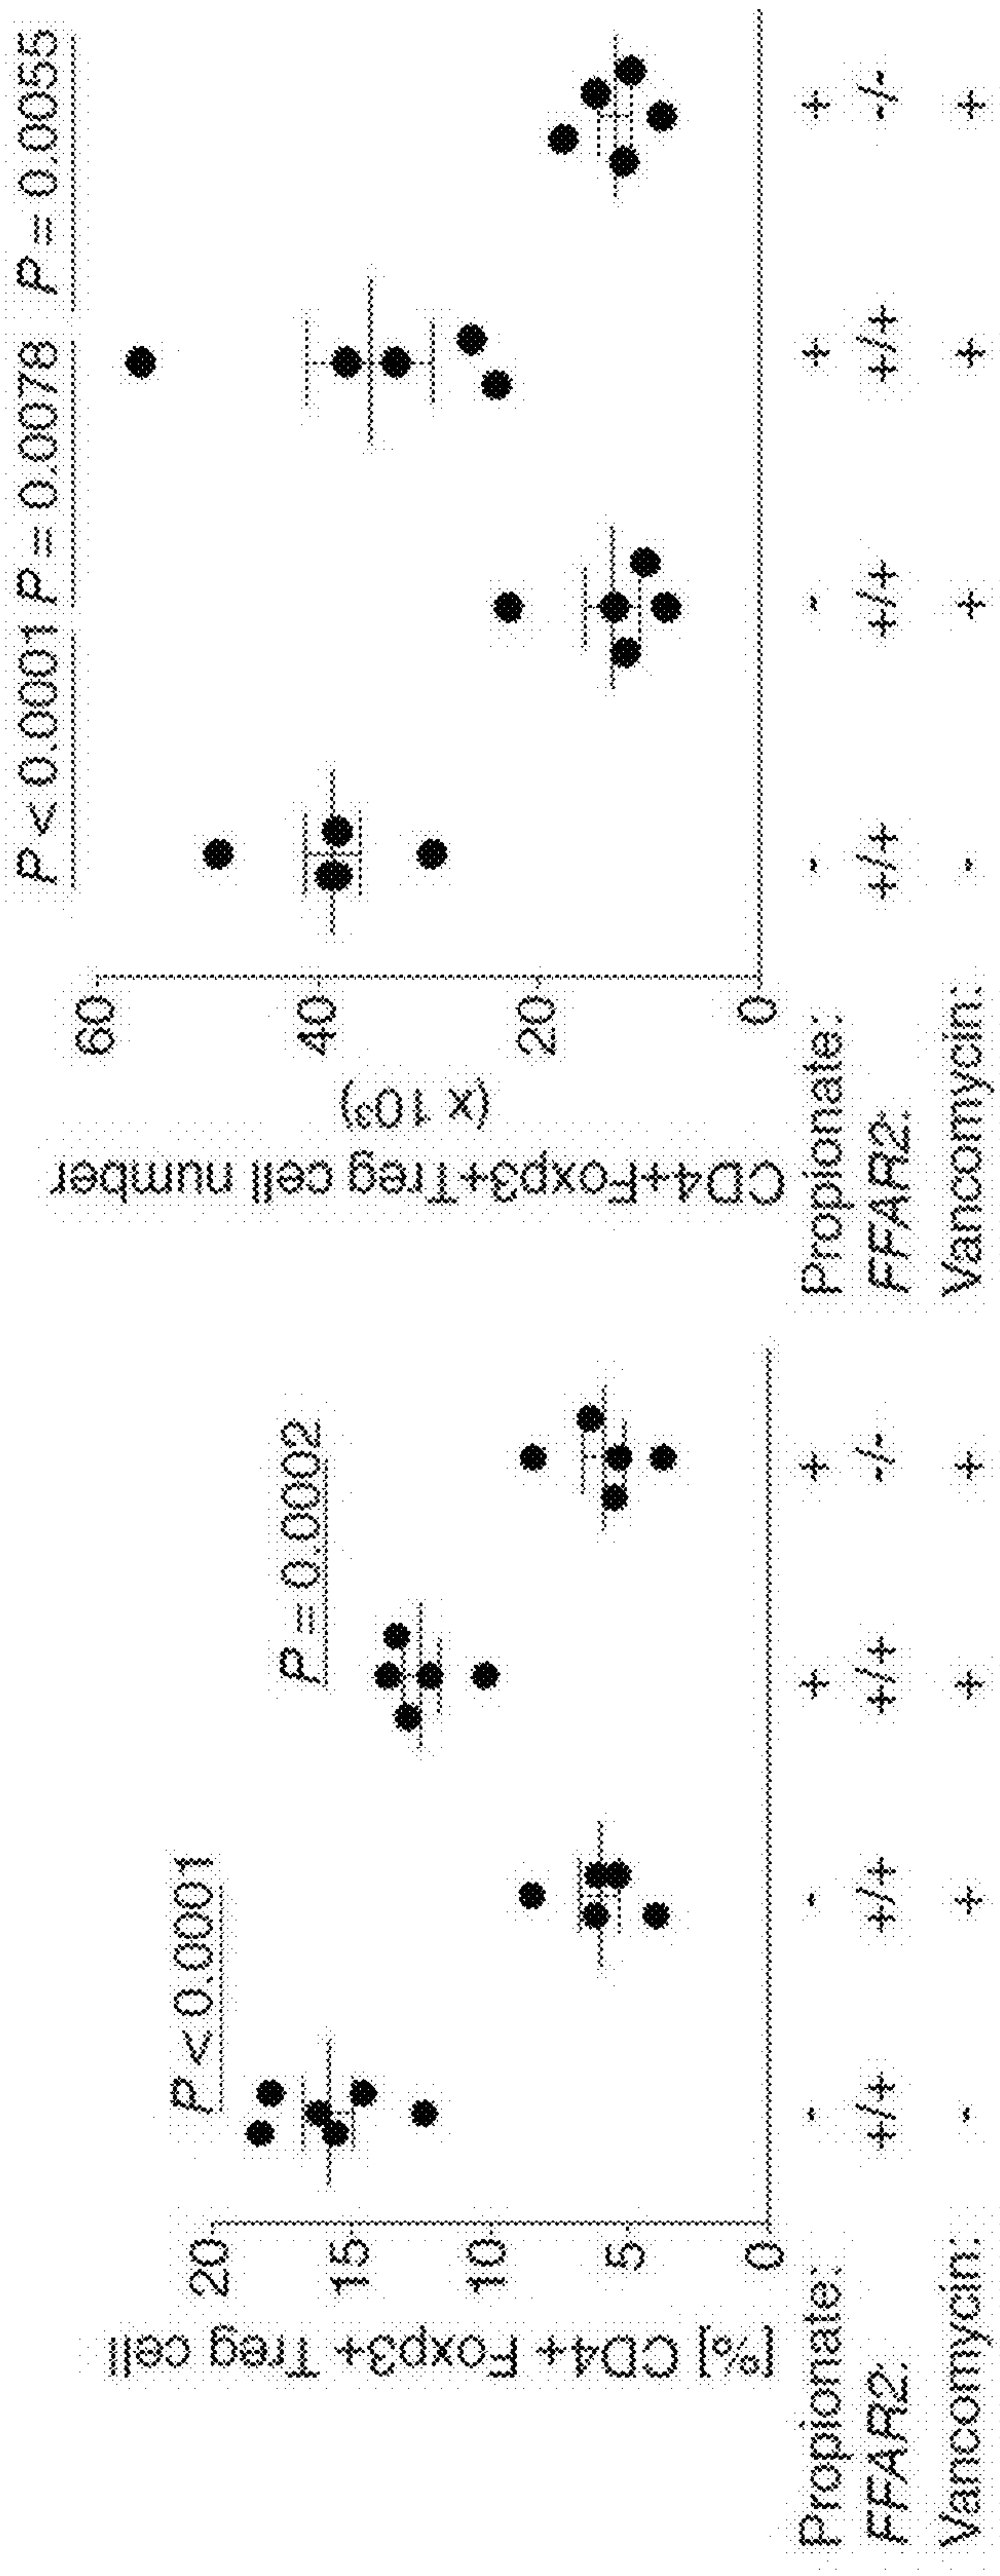 P < 0.0001
P = 0.0002
[%] CD4+ Foxp3+ Treg cell
20
15
10
5
0
Propionate: - - + +
FFAR2: +/+ +/+ +/+ -/-
Vancomycin: - + + +
P < 0.0001 P = 0.0078 P = 0.0055
CD4+Foxp3+Treg cell number
(x 10³)
60
40
20
0
Propionate: - - + +
FFAR2: +/+ +/+ +/+ -/-
Vancomycin: - + + +